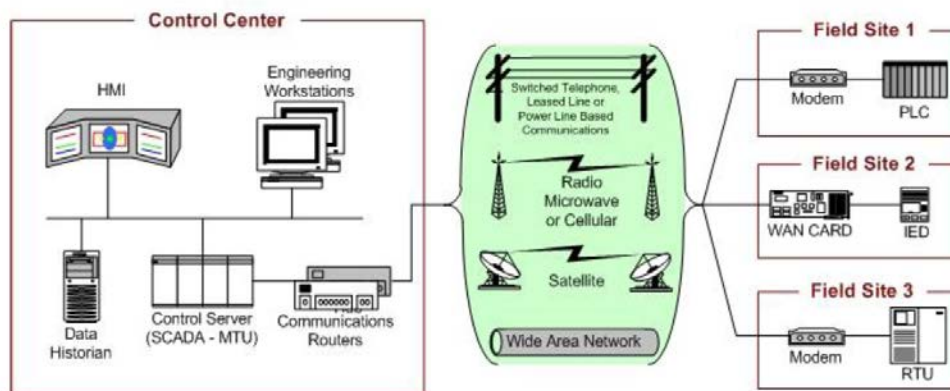 Control Center
HMI
Engineering
Workstations
Data
Historian
Control Server
(SCADA - MTU)
Communications
Routers
Switched Telephone,
Leased Line or
Power Line Based
Communications
Radio
Microwave
or Cellular
Satellite
Wide Area Network
Field Site 1
Modem
PLC
Field Site 2
WAN CARD
IED
Field Site 3
Modem
RTU